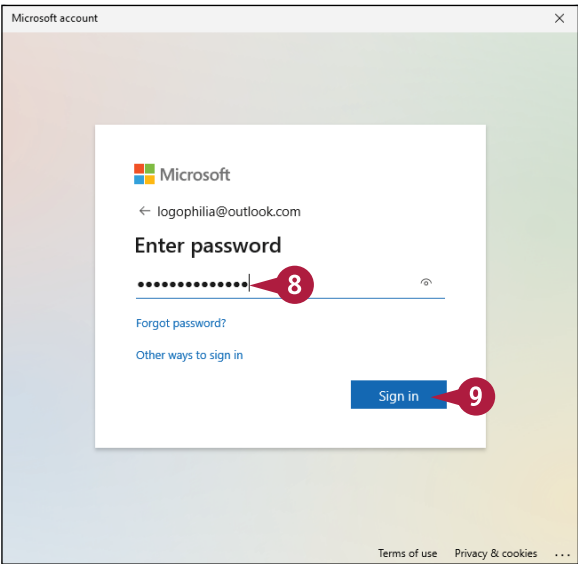 Microsoft account
Microsoft
← logophilia@outlook.com
Enter password
●●●●●●●●●●●●●● 8
Forgot password?
Other ways to sign in
Sign in 9
Terms of use Privacy & cookies ...